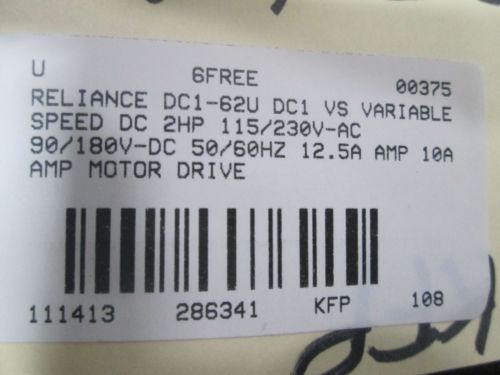 U 6FREE 00375
RELIANCE DC1-62U DC1 VS VARIABLE
SPEED DC 2HP 115/230V-AC
90/180V-DC 50/60HZ 12.5A AMP 10A
AMP MOTOR DRIVE
111413 286341 KFP 108